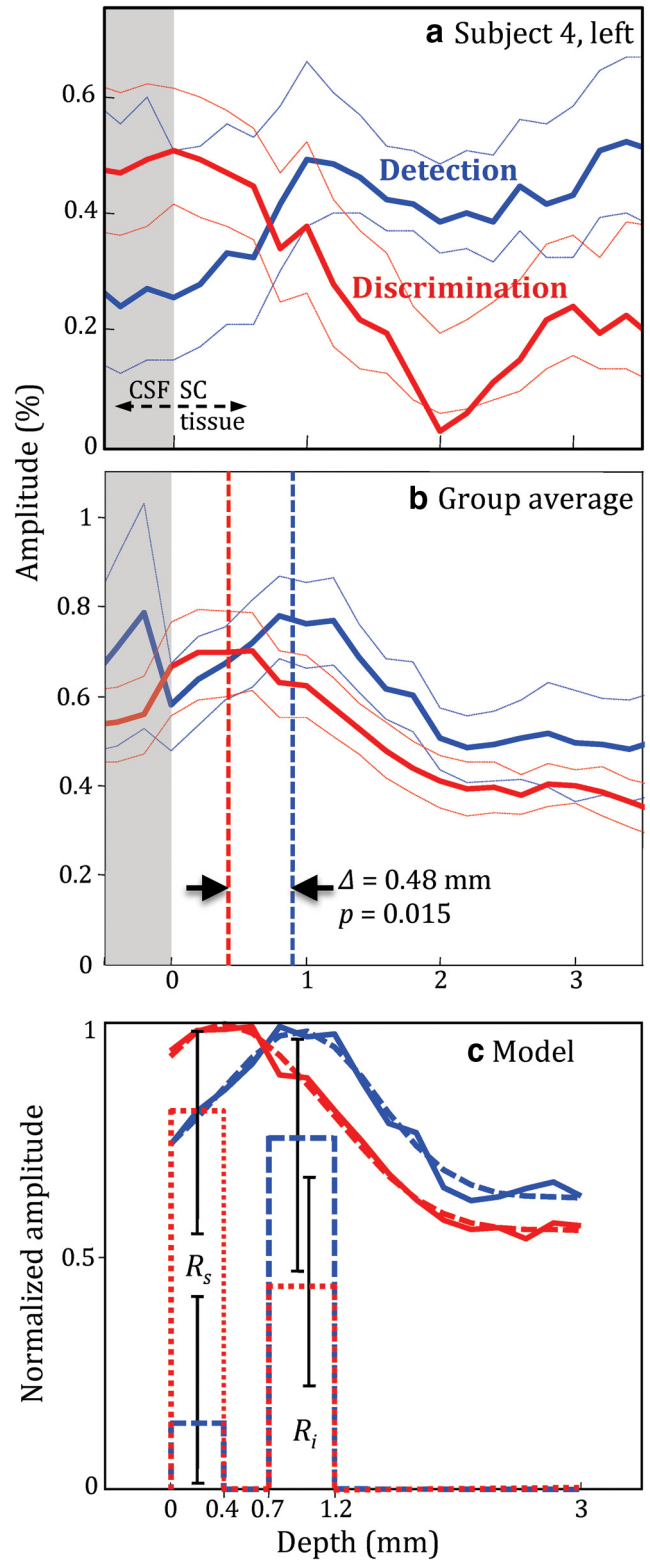 a Subject 4, left
0.6
Detection
0.4
Discrimination
0.2
CSF SC
tissue
0
Amplitude (%)
b Group average
1
0.8
0.6
0.4
Δ = 0.48 mm
0.2
p = 0.015
0
0 1 2 3
1
c Model
Normalized amplitude
0.5
Rs
Ri
0
0 0.4 0.7 1.2 3
Depth (mm)